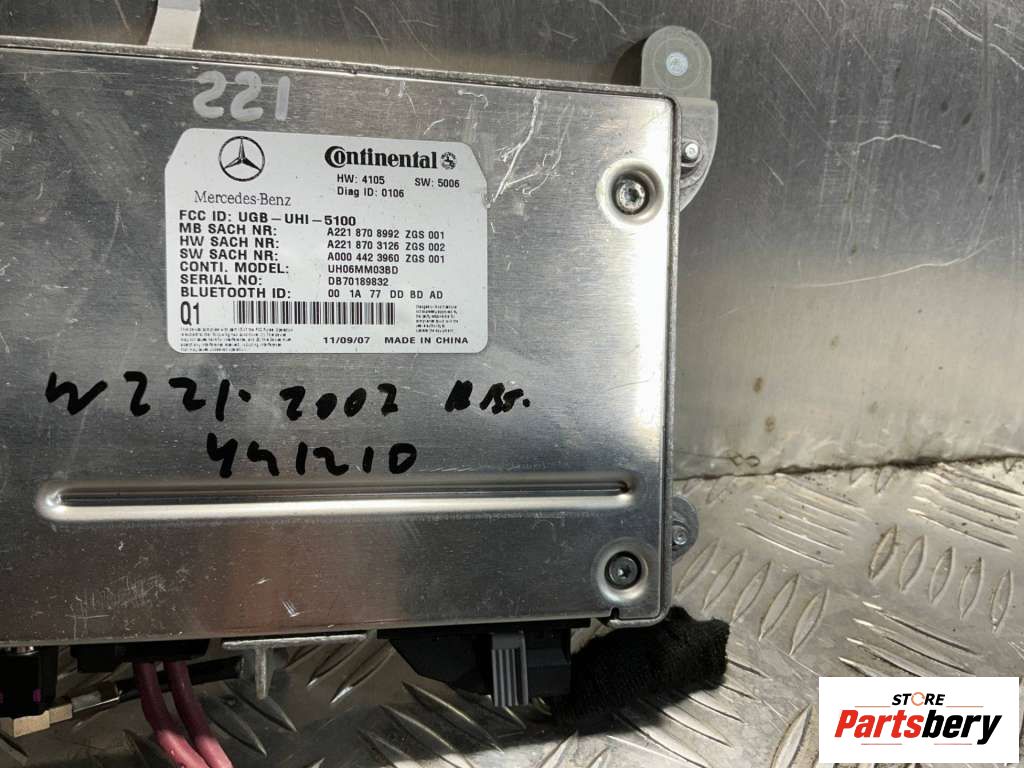 221
Continental
HW: 4105 SW: 5006
Diag ID: 0106
Mercedes-Benz
FCC ID: UGB-UHI-5100
MB SACH NR: A221 870 8992 ZGS 001
HW SACH NR: A221 870 3126 ZGS 002
SW SACH NR: A000 442 3960 ZGS 001
CONTI. MODEL: UH06MM03BD
SERIAL NO: DB70189832
BLUETOOTH ID: 00 1A 77 DD BD AD
Q1
11/09/07 MADE IN CHINA
W221. 2007
441210
STORE
Partsbery